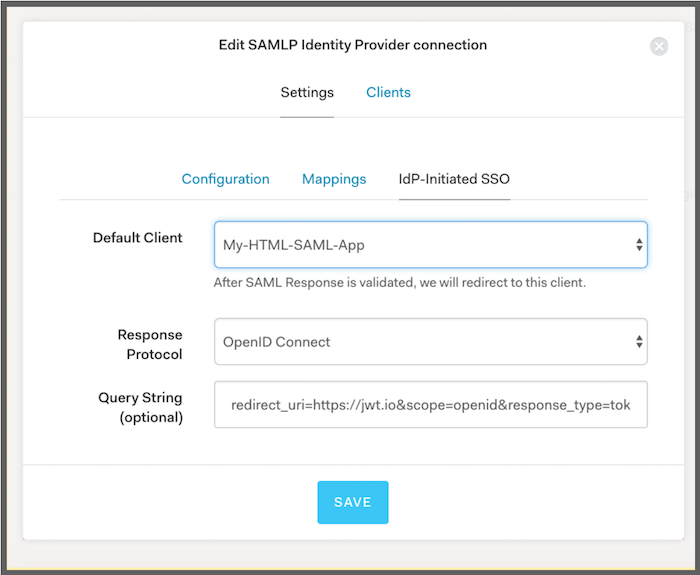 Edit SAMLP Identity Provider connection
Settings Clients
Configuration Mappings IdP-Initiated SSO
Default Client My-HTML-SAML-App
After SAML Response is validated, we will redirect to this client.
Response
Protocol
OpenID Connect
Query String
(optional)
redirect_uri=https://jwt.io&scope=openid&response_type=tok
SAVE